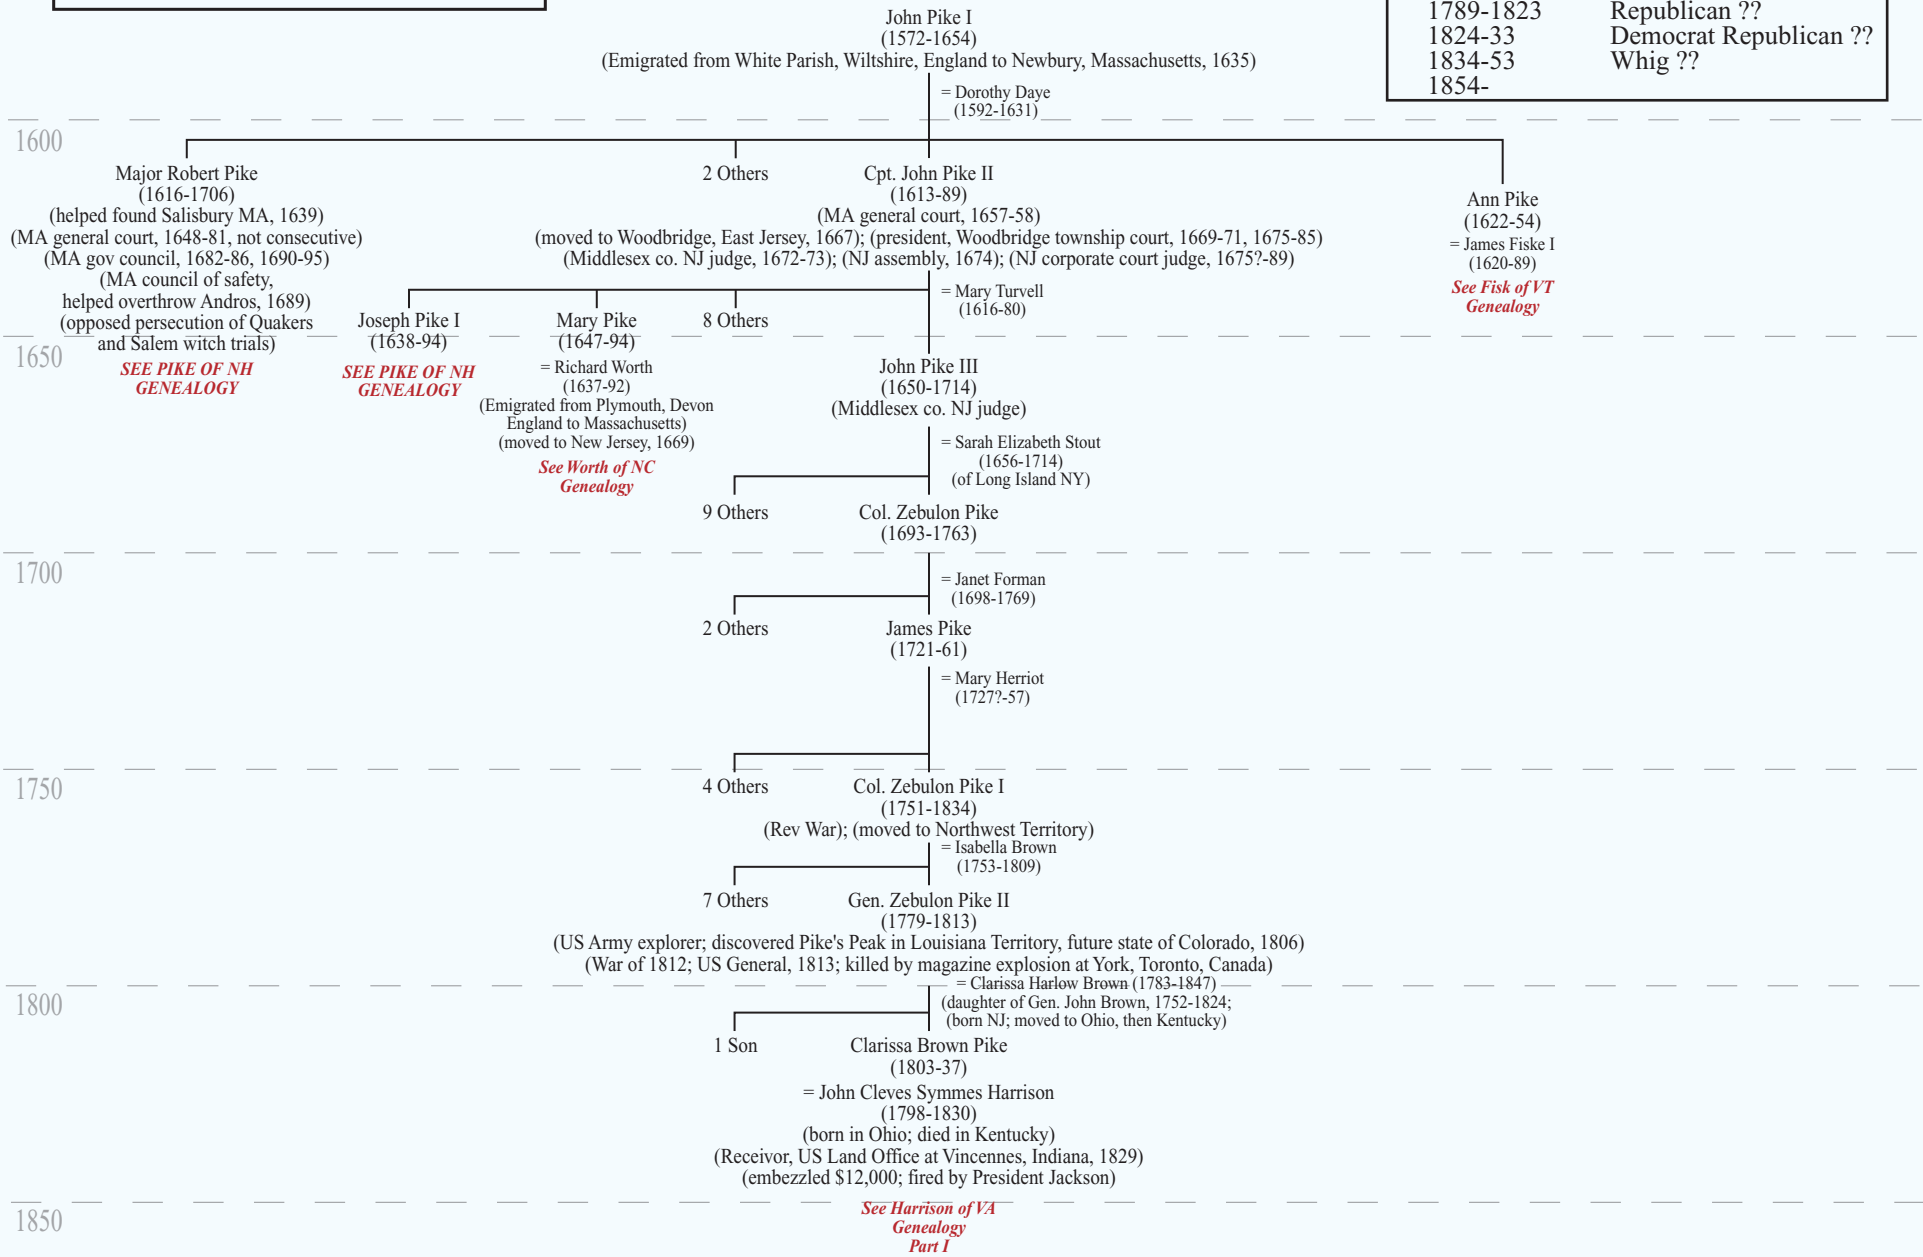 John Pike I
(1572-1654)
(Emigrated from White Parish, Wiltshire, England to Newbury, Massachusetts, 1635)
= Dorothy Daye
(1592-1631)
1789-1823 Republican ??
1824-33 Democrat Republican ??
1834-53 Whig ??
1854-
1600
Major Robert Pike
(1616-1706)
(helped found Salisbury MA, 1639)
(MA general court, 1648-81, not consecutive)
(MA gov council, 1682-86, 1690-95)
(MA council of safety,
helped overthrow Andros, 1689)
(opposed persecution of Quakers
and Salem witch trials)
SEE PIKE OF NH
GENEALOGY
2 Others
Cpt. John Pike II
(1613-89)
(MA general court, 1657-58)
(moved to Woodbridge, East Jersey, 1667); (president, Woodbridge township court, 1669-71, 1675-85)
(Middlesex co. NJ judge, 1672-73); (NJ assembly, 1674); (NJ corporate court judge, 1675?-89)
= Mary Turvell
(1616-80)
Ann Pike
(1622-54)
= James Fiske I
(1620-89)
See Fisk of VT
Genealogy
Joseph Pike I
(1638-94)
SEE PIKE OF NH
GENEALOGY
Mary Pike
(1647-94)
= Richard Worth
(1637-92)
(Emigrated from Plymouth, Devon
England to Massachusetts)
(moved to New Jersey, 1669)
See Worth of NC
Genealogy
8 Others
1650
John Pike III
(1650-1714)
(Middlesex co. NJ judge)
= Sarah Elizabeth Stout
(1656-1714)
(of Long Island NY)
9 Others
Col. Zebulon Pike
(1693-1763)
1700
= Janet Forman
(1698-1769)
2 Others
James Pike
(1721-61)
= Mary Herriot
(1727?-57)
1750
4 Others
Col. Zebulon Pike I
(1751-1834)
(Rev War); (moved to Northwest Territory)
= Isabella Brown
(1753-1809)
7 Others
Gen. Zebulon Pike II
(1779-1813)
(US Army explorer; discovered Pike's Peak in Louisiana Territory, future state of Colorado, 1806)
(War of 1812; US General, 1813; killed by magazine explosion at York, Toronto, Canada)
= Clarissa Harlow Brown (1783-1847)
(daughter of Gen. John Brown, 1752-1824;
(born NJ; moved to Ohio, then Kentucky)
1800
1 Son
Clarissa Brown Pike
(1803-37)
= John Cleves Symmes Harrison
(1798-1830)
(born in Ohio; died in Kentucky)
(Receivor, US Land Office at Vincennes, Indiana, 1829)
(embezzled $12,000; fired by President Jackson)
1850
See Harrison of VA
Genealogy
Part I